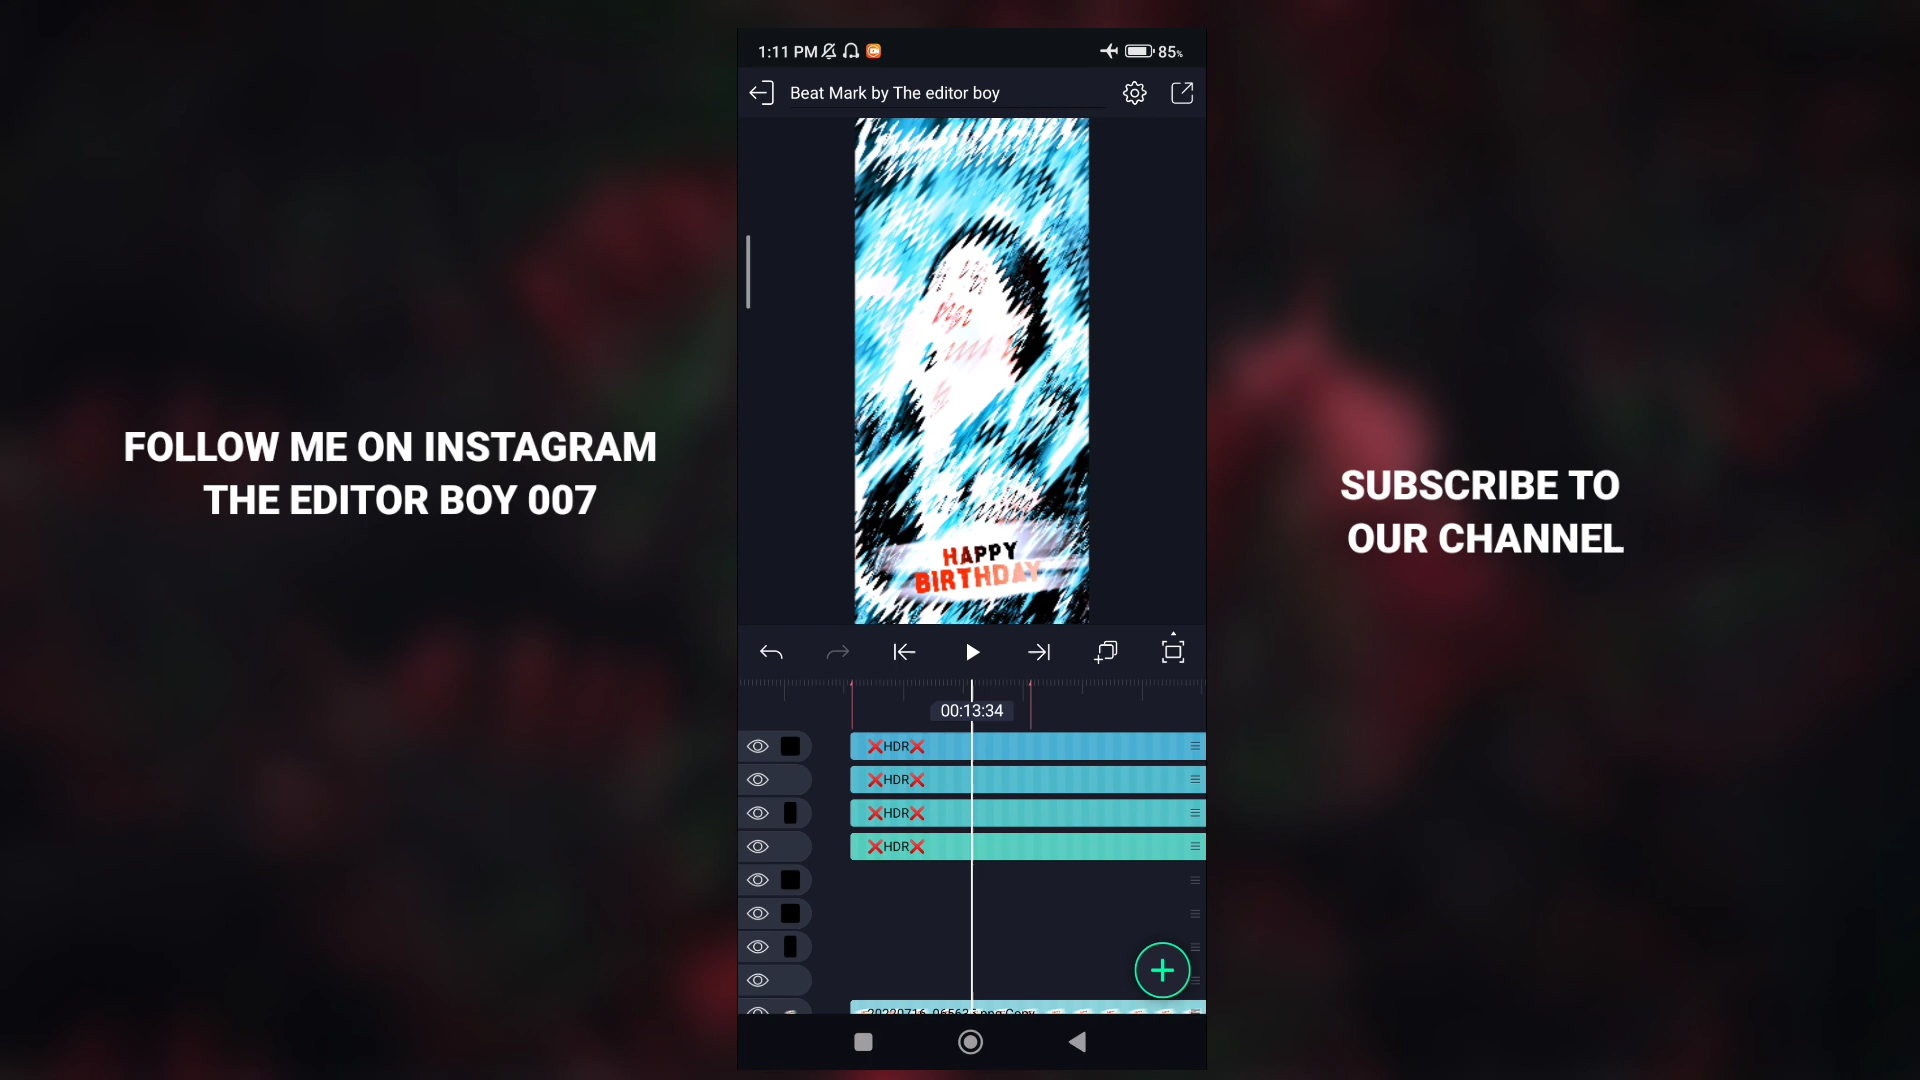 1:11 PM
85%
Beat Mark by The editor boy
FOLLOW ME ON INSTAGRAM
THE EDITOR BOY 007
SUBSCRIBE TO
OUR CHANNEL
HAPPY
BIRTHDAY
00:13:34
❌HDR❌
❌HDR❌
❌HDR❌
❌HDR❌